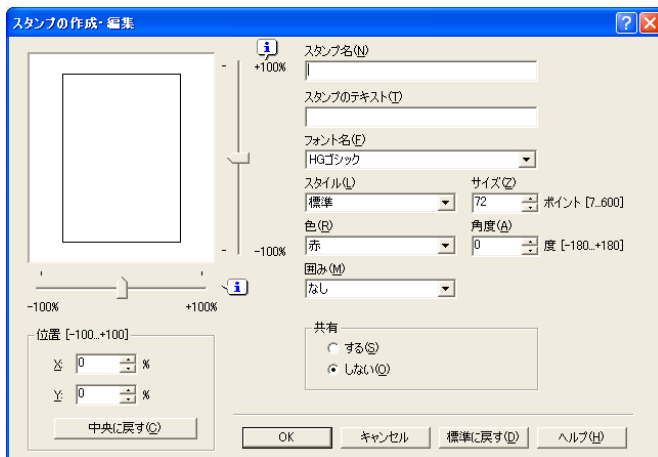 スタンプの作成・編集
+100%
-100%
-100%
+100%
位置 [-100...+100]
X: 0 %
Y: 0 %
中央に戻す(C)
スタンプ名(N)
スタンプのテキスト(T)
フォント名(F)
HGゴシック
スタイル(L) サイズ(Z)
標準 72 ポイント [7...600]
色(R) 角度(A)
赤 0 度 [-180...+180]
囲み(M)
なし
共有
する(S)
しない(O)
OK キャンセル 標準に戻す(D) ヘルプ(H)